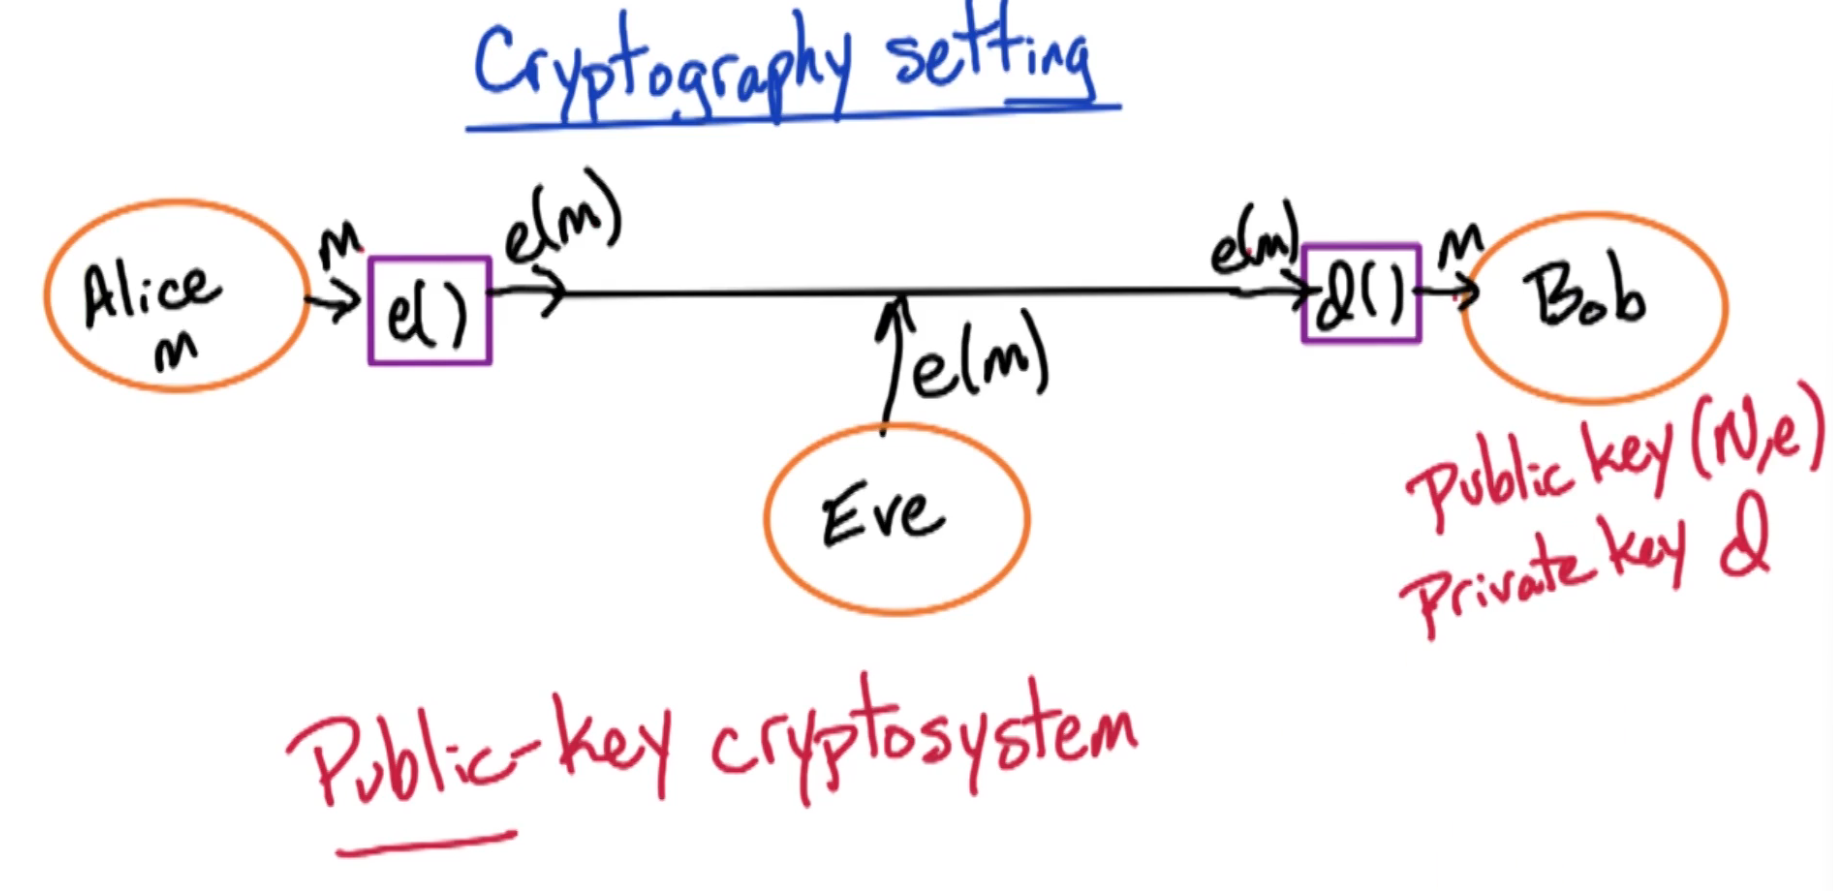 Cryptography setting
m
e(m)
e(m)
m
Alice
m
e()
d()
Bob
e(m)
Eve
Public key (N,e)
Private key d
Public-key cryptosystem